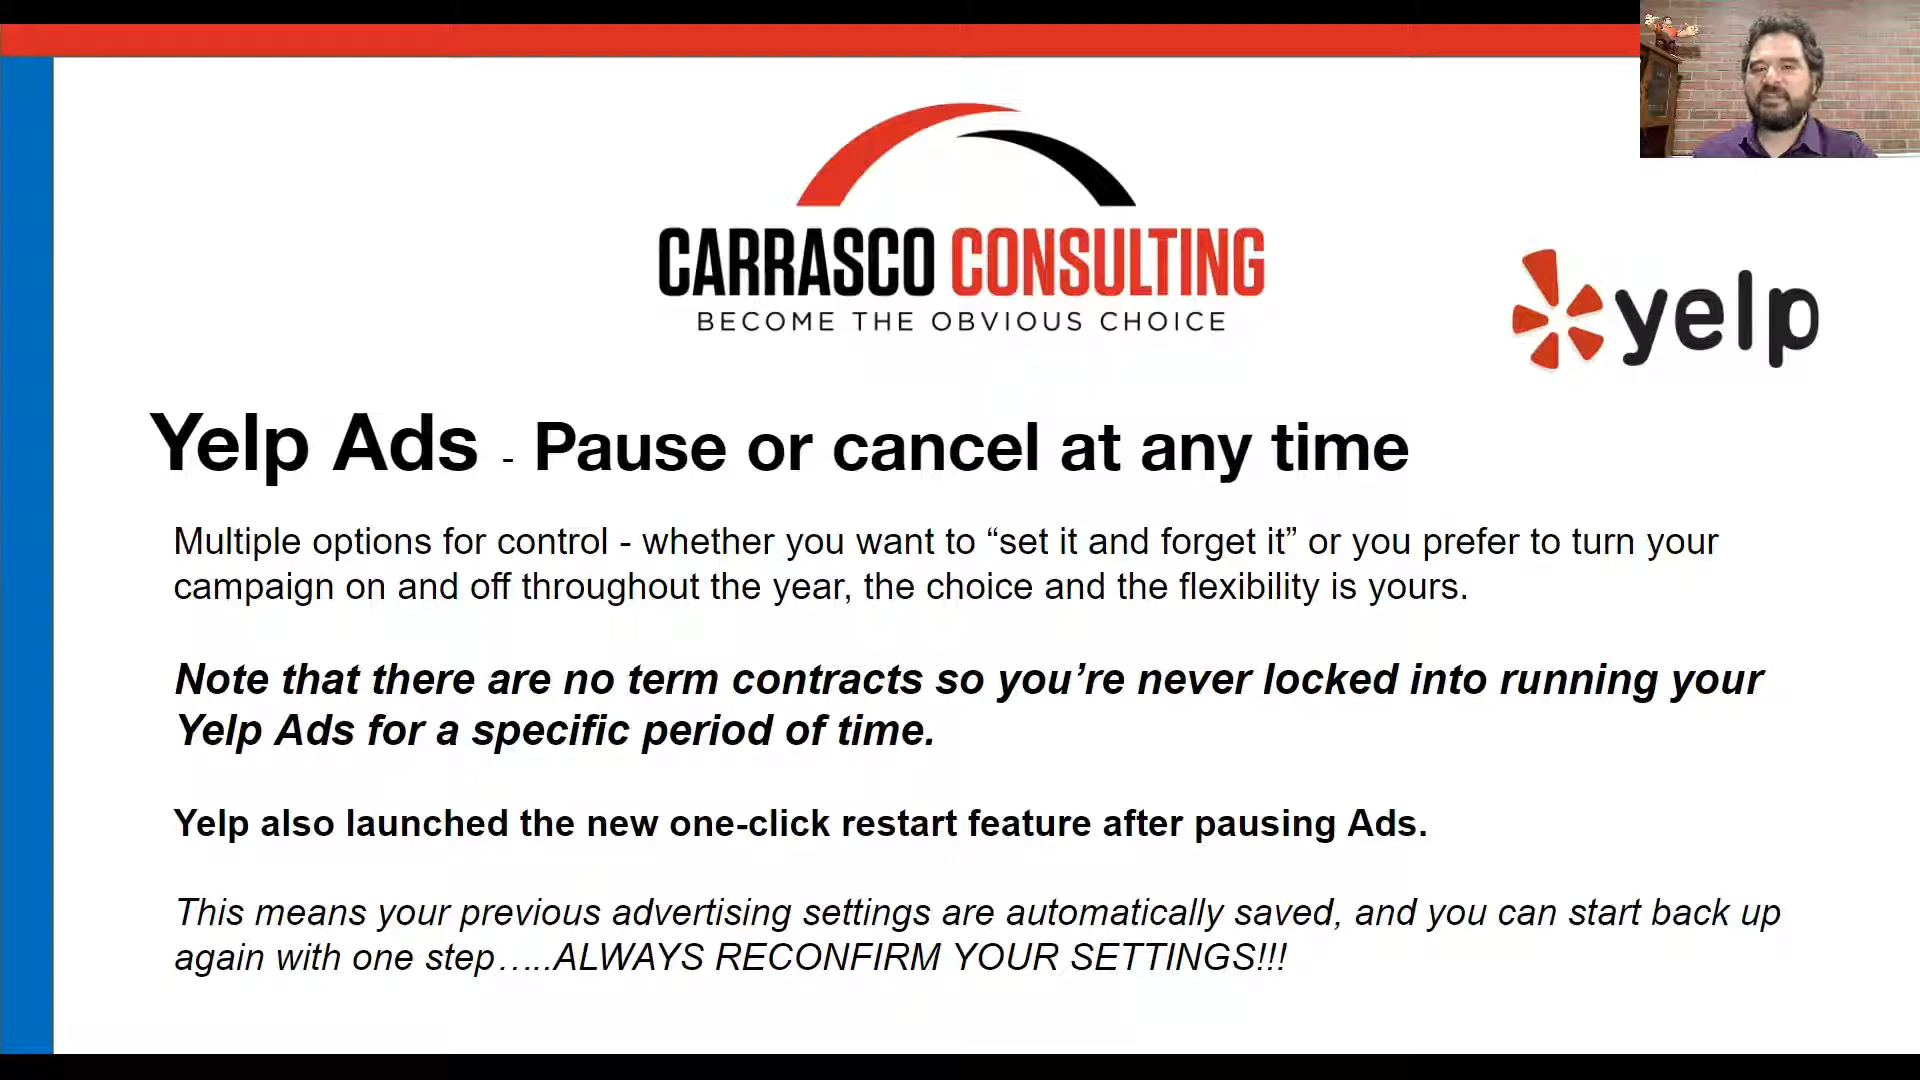 CARRASCO CONSULTING
BECOME THE OBVIOUS CHOICE
yelp
Yelp Ads - Pause or cancel at any time
Multiple options for control - whether you want to “set it and forget it” or you prefer to turn your
campaign on and off throughout the year, the choice and the flexibility is yours.
Note that there are no term contracts so you’re never locked into running your
Yelp Ads for a specific period of time.
Yelp also launched the new one-click restart feature after pausing Ads.
This means your previous advertising settings are automatically saved, and you can start back up
again with one step…..ALWAYS RECONFIRM YOUR SETTINGS!!!